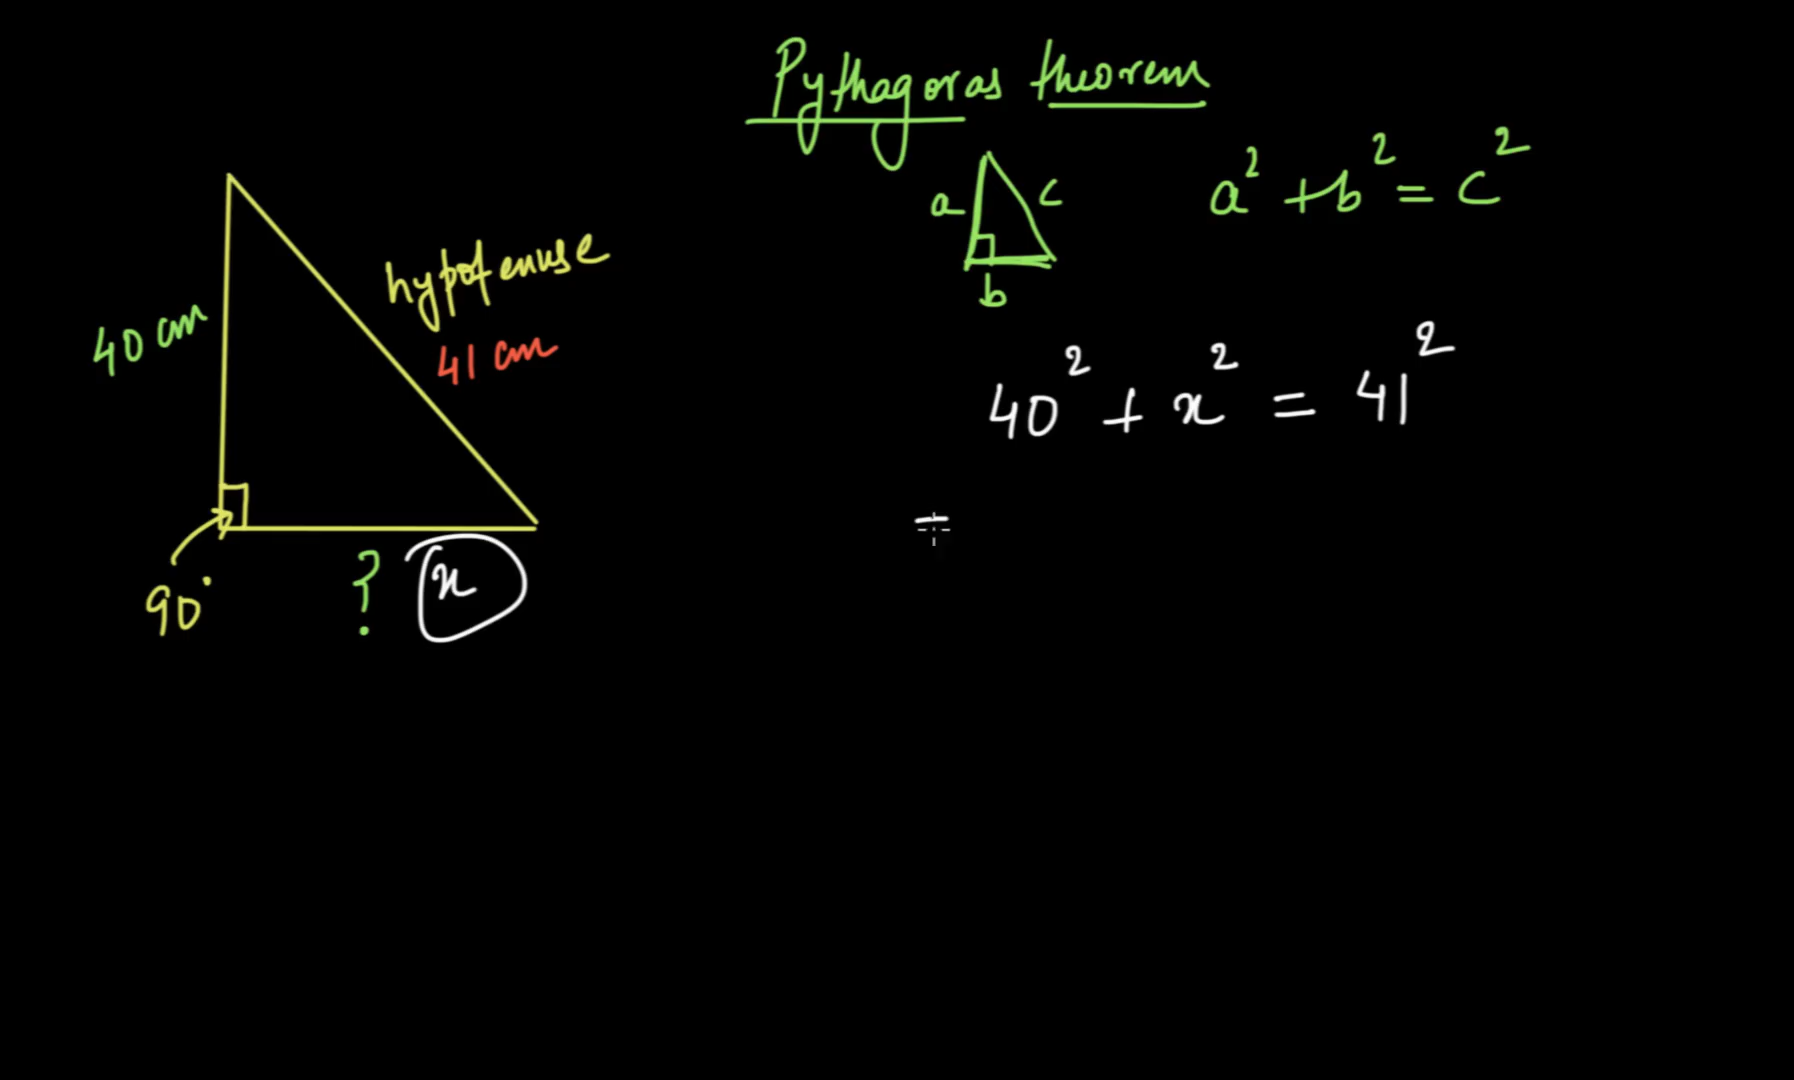 Pythagoras theorem
a
c
b
a² + b² = c²
hypotenuse
40 cm
41 cm
40² + x² = 41²
=
90°
?
x